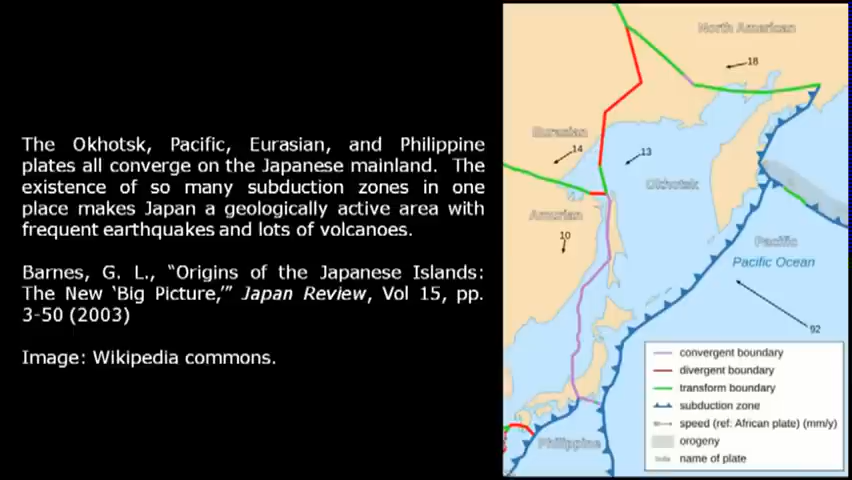 The Okhotsk, Pacific, Eurasian, and Philippine
plates all converge on the Japanese mainland. The
existence of so many subduction zones in one
place makes Japan a geologically active area with
frequent earthquakes and lots of volcanoes.
Barnes, G. L., “Origins of the Japanese Islands:
The New ‘Big Picture,’” Japan Review, Vol 15, pp.
3-50 (2003)
Image: Wikipedia commons.
North American
18
Eurasian
14
13
Okhotsk
Amurian
10
Pacific
Pacific Ocean
92
Philippine
convergent boundary
divergent boundary
transform boundary
subduction zone
speed (ref: African plate) (mm/y)
orogeny
name of plate